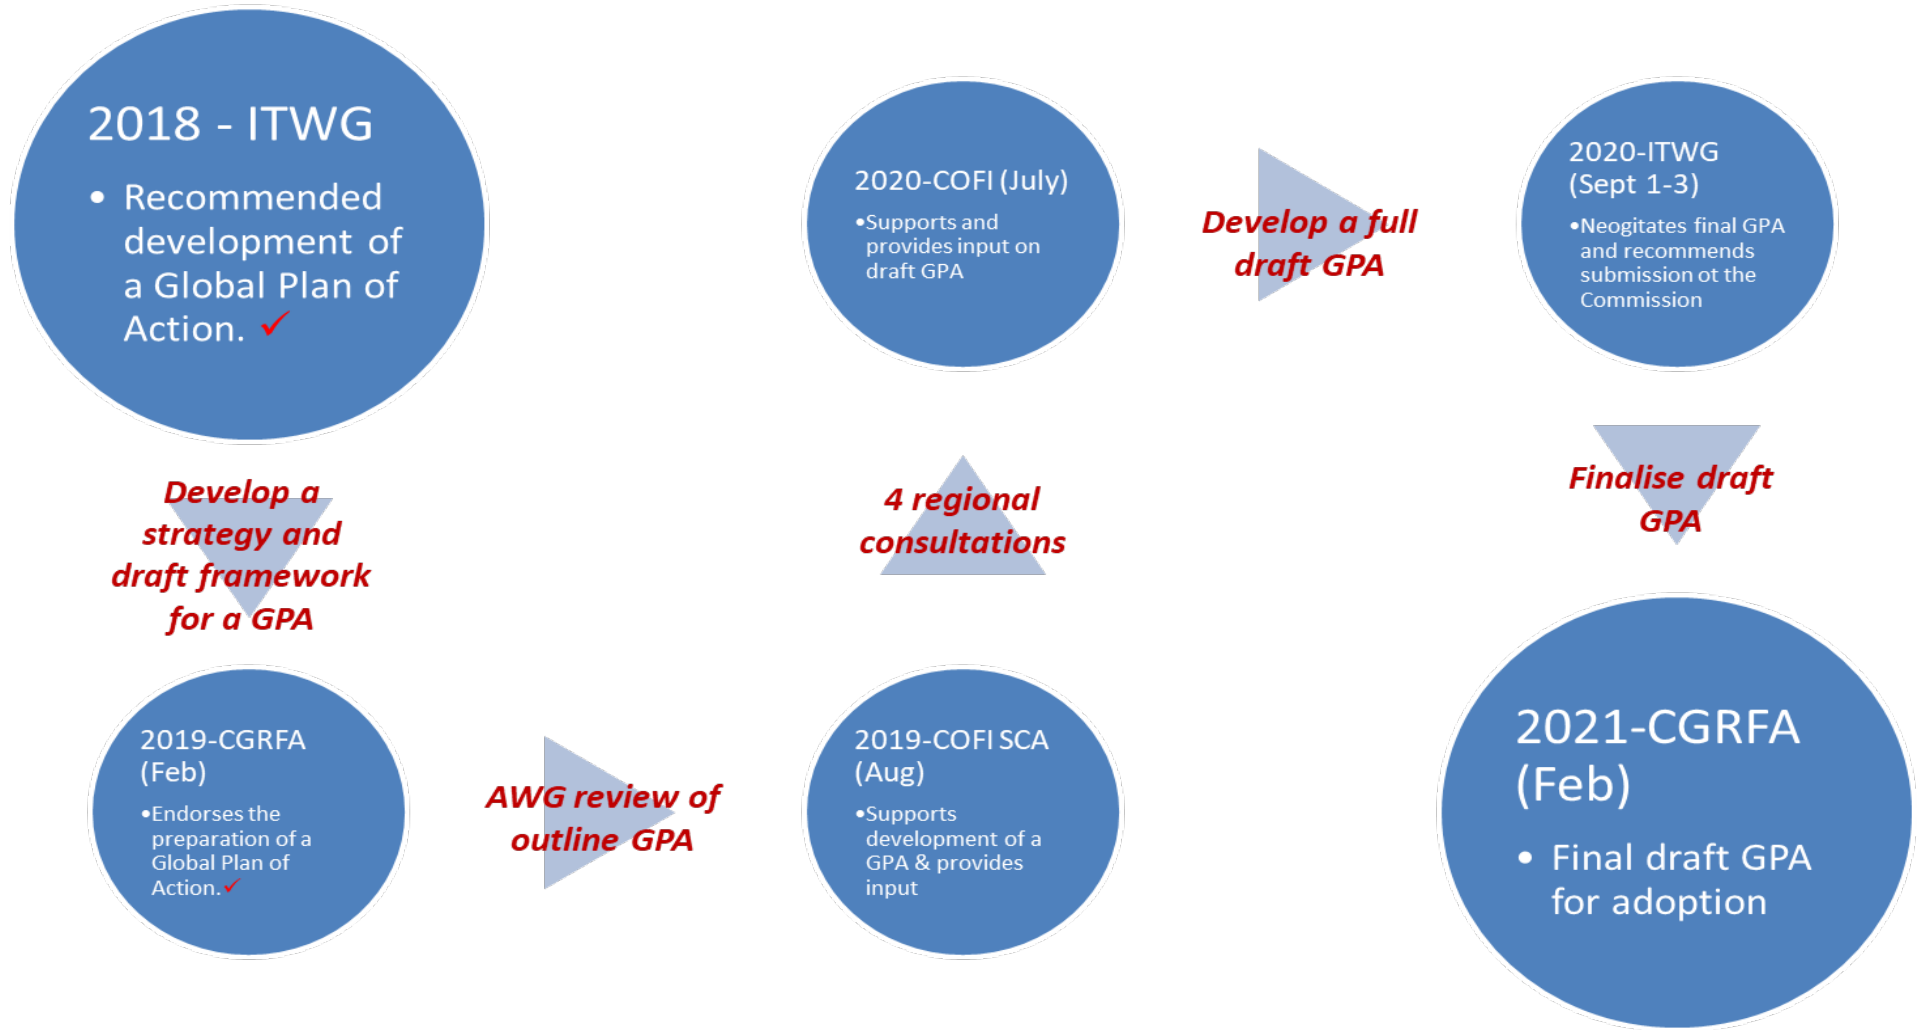 2018 - ITWG
• Recommended
development of
a Global Plan of
Action. ✓
Develop a
strategy and
draft framework
for a GPA
2019-CGRFA
(Feb)
•Endorses the
preparation of a
Global Plan of
Action.✓
AWG review of
outline GPA
2019-COFI SCA
(Aug)
•Supports
development of a
GPA & provides
input
4 regional
consultations
2020-COFI (July)
•Supports and
provides input on
draft GPA
Develop a full
draft GPA
2020-ITWG
(Sept 1-3)
•Neogitates final GPA
and recommends
submission ot the
Commission
Finalise draft
GPA
2021-CGRFA
(Feb)
• Final draft GPA
for adoption